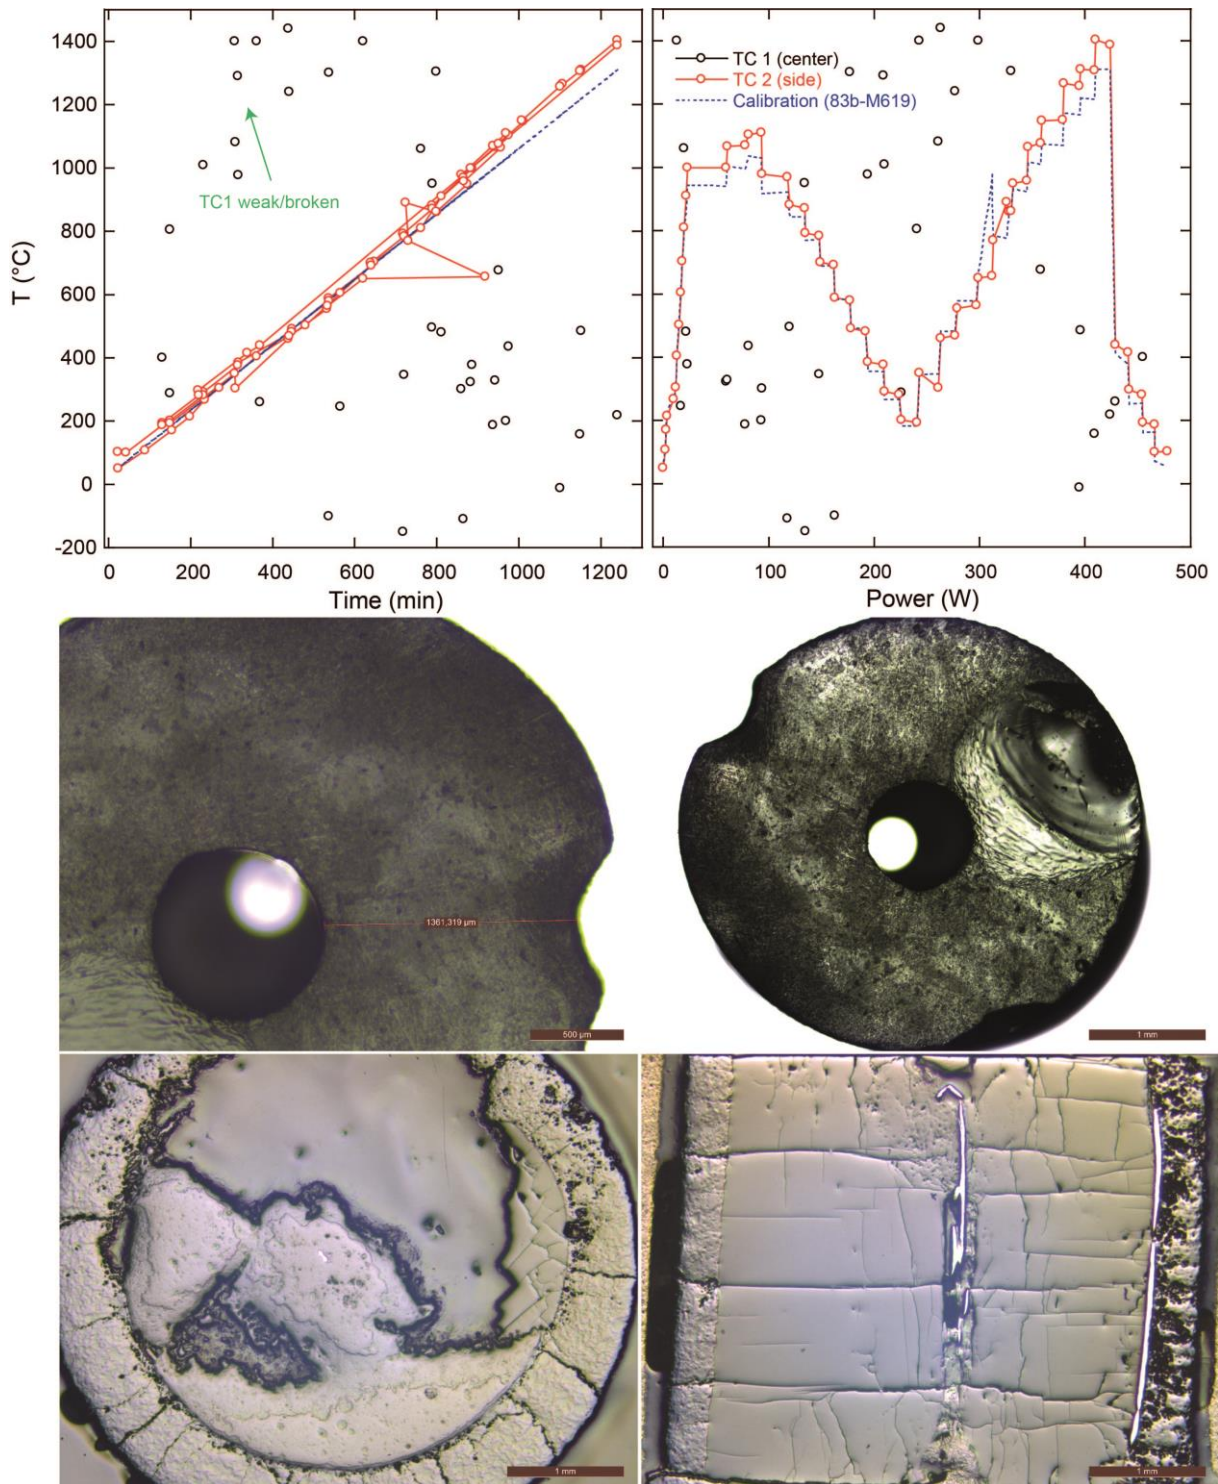 1400
1200
1000
800
600
400
200
0
-200
T (°C)
TC1 weak/broken
0 200 400 600 800 1000 1200
Time (min)
TC 1 (center)
TC 2 (side)
Calibration (83b-M619)
0 100 200 300 400 500
Power (W)
1361,319 µm
500 µm
1 mm
1 mm
1 mm